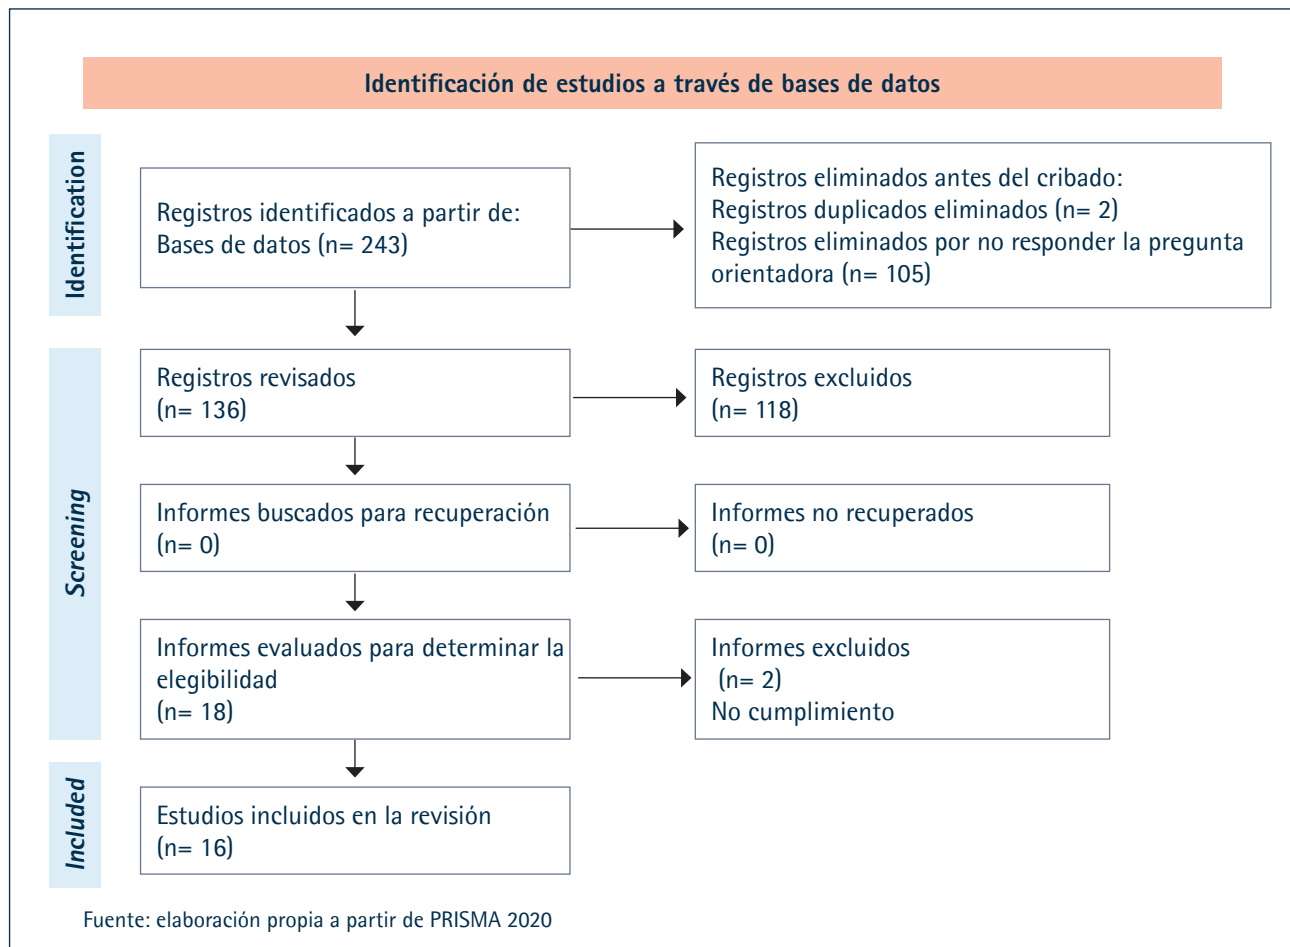 Identificación de estudios a través de bases de datos
Identification
Registros identificados a partir de:
Bases de datos (n= 243)
Registros eliminados antes del cribado:
Registros duplicados eliminados (n= 2)
Registros eliminados por no responder la pregunta
orientadora (n= 105)
Screening
Registros revisados
(n= 136)
Registros excluidos
(n= 118)
Informes buscados para recuperación
(n= 0)
Informes no recuperados
(n= 0)
Informes evaluados para determinar la
elegibilidad
(n= 18)
Informes excluidos
(n= 2)
No cumplimiento
Included
Estudios incluidos en la revisión
(n= 16)
Fuente: elaboración propia a partir de PRISMA 2020